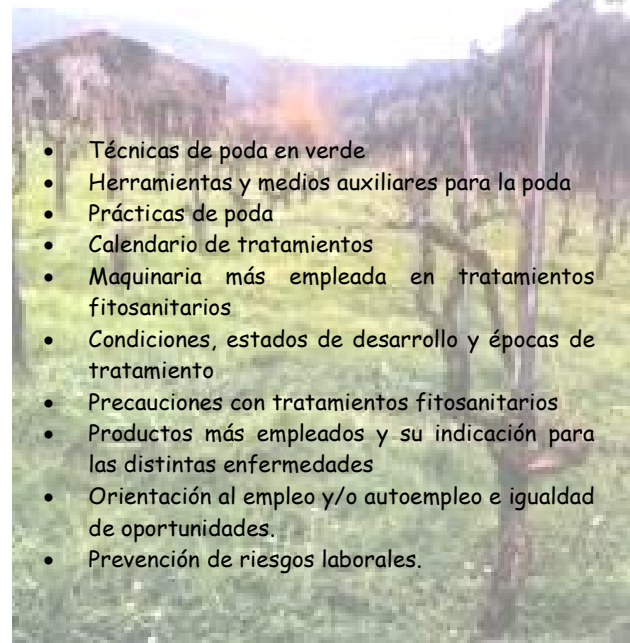 • Técnicas de poda en verde
• Herramientas y medios auxiliares para la poda
• Prácticas de poda
• Calendario de tratamientos
• Maquinaria más empleada en tratamientos
fitosanitarios
• Condiciones, estados de desarrollo y épocas de
tratamiento
• Precauciones con tratamientos fitosanitarios
• Productos más empleados y su indicación para
las distintas enfermedades
• Orientación al empleo y/o autoempleo e igualdad
de oportunidades.
• Prevención de riesgos laborales.